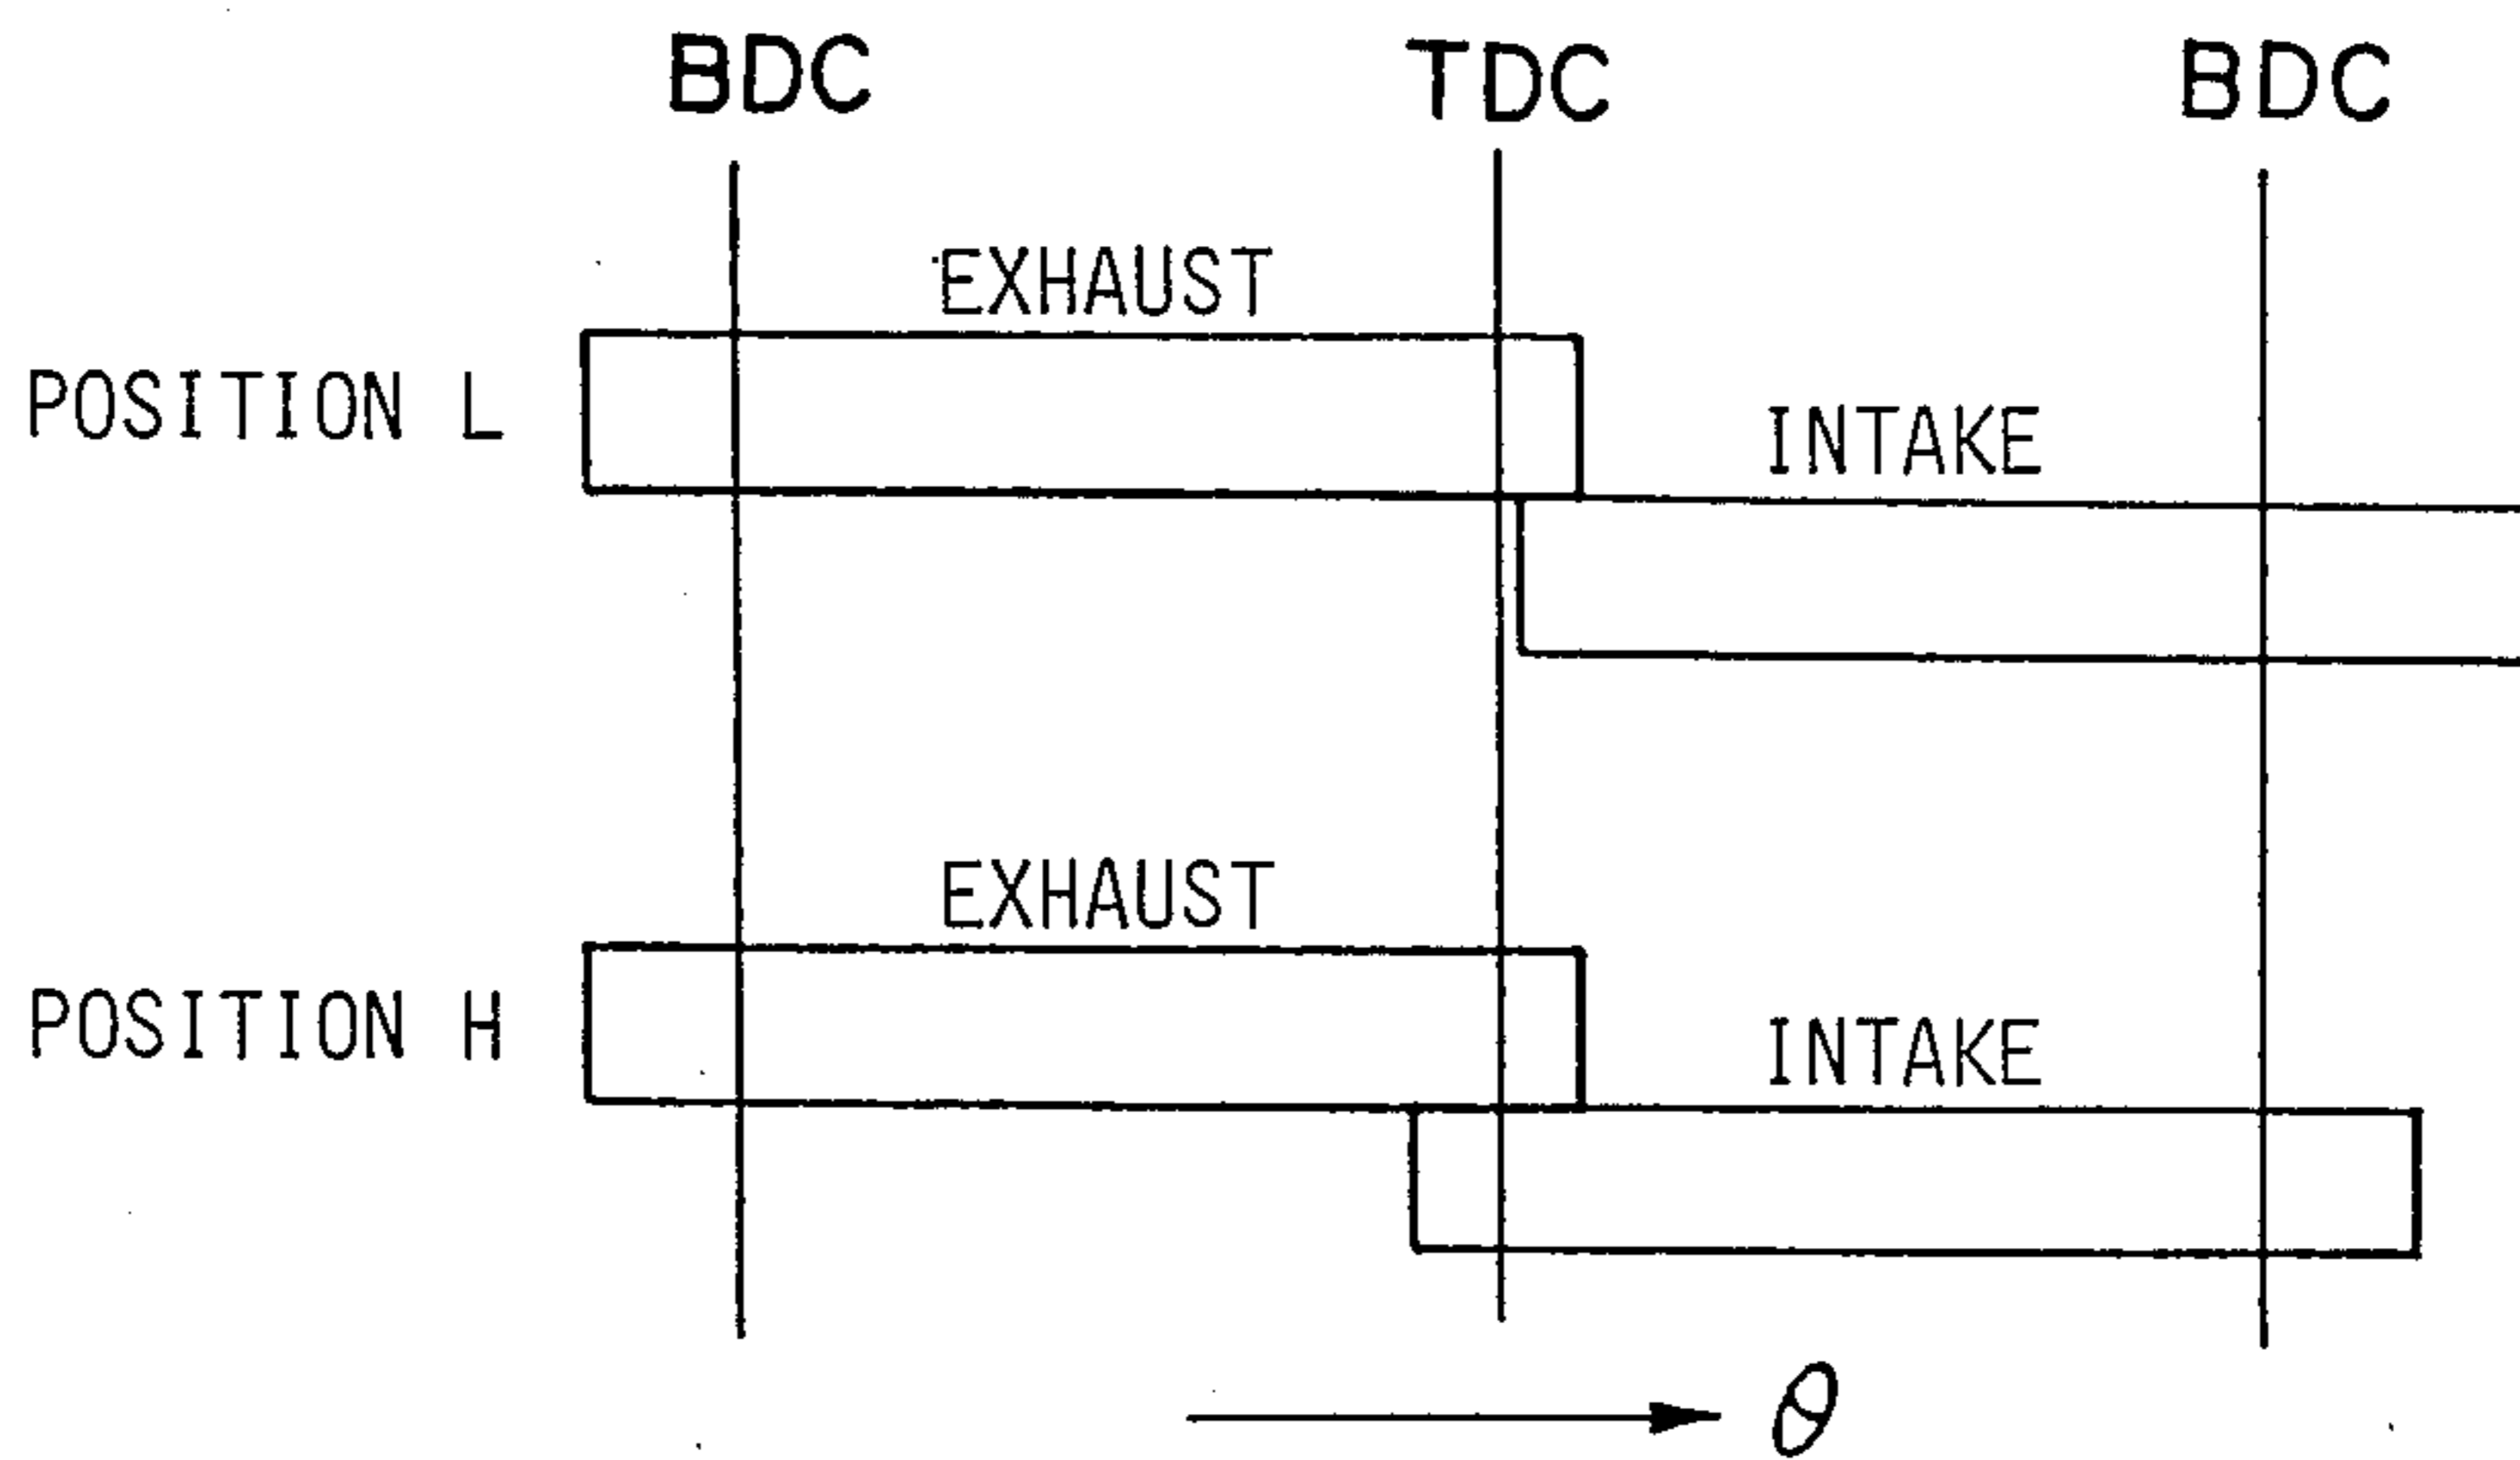 BDC TDC BDC
EXHAUST
POSITION L
INTAKE
EXHAUST
POSITION H
INTAKE
θ